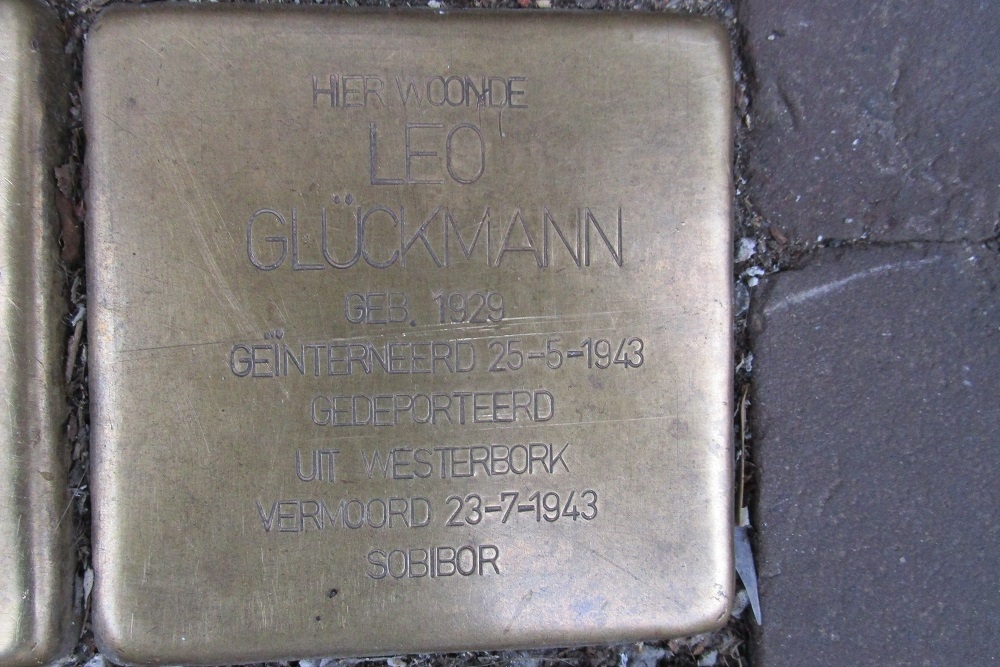 HIER WOONDE
LEO
GLÜCKMANN
GEB. 1929
GEÏNTERNEERD 25-5-1943
GEDEPORTEERD
UIT WESTERBORK
VERMOORD 23-7-1943
SOBIBOR